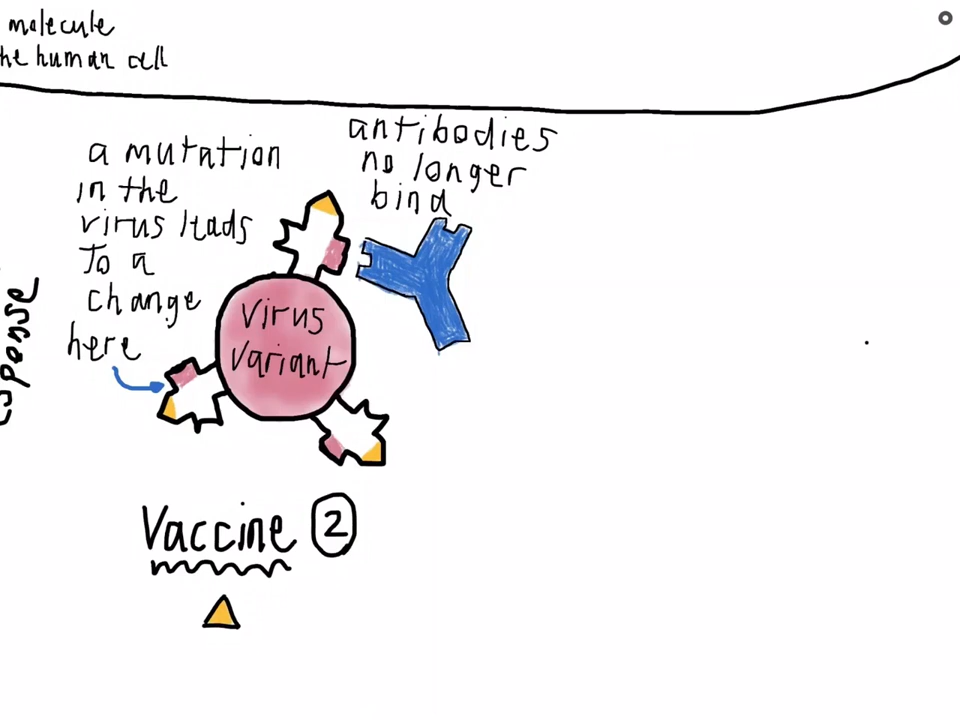 molecule
the human cell
a mutation
in the
virus leads
to a
change
here
antibodies
no longer
bind
virus
variant
Vaccine 2